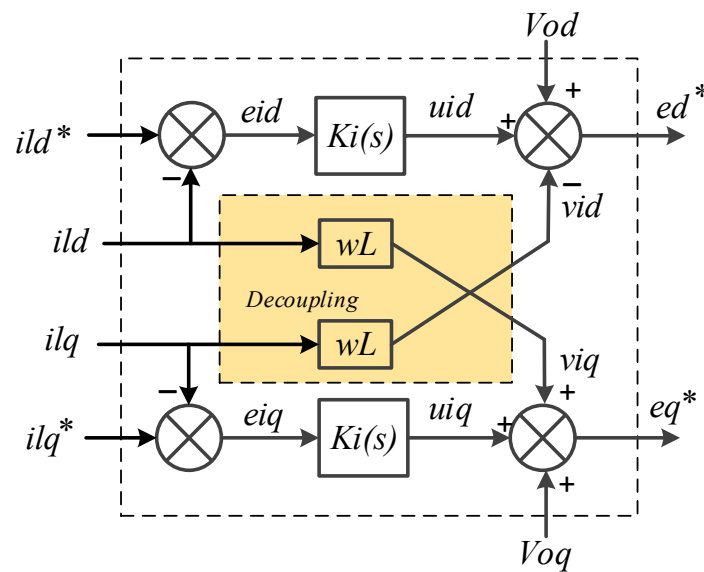 Vod
ild* − eid Ki(s) uid + + ed*
− vid
ild wL
Decoupling
ilq wL
− viq +
ilq* eiq Ki(s) uiq + eq*
+
Voq